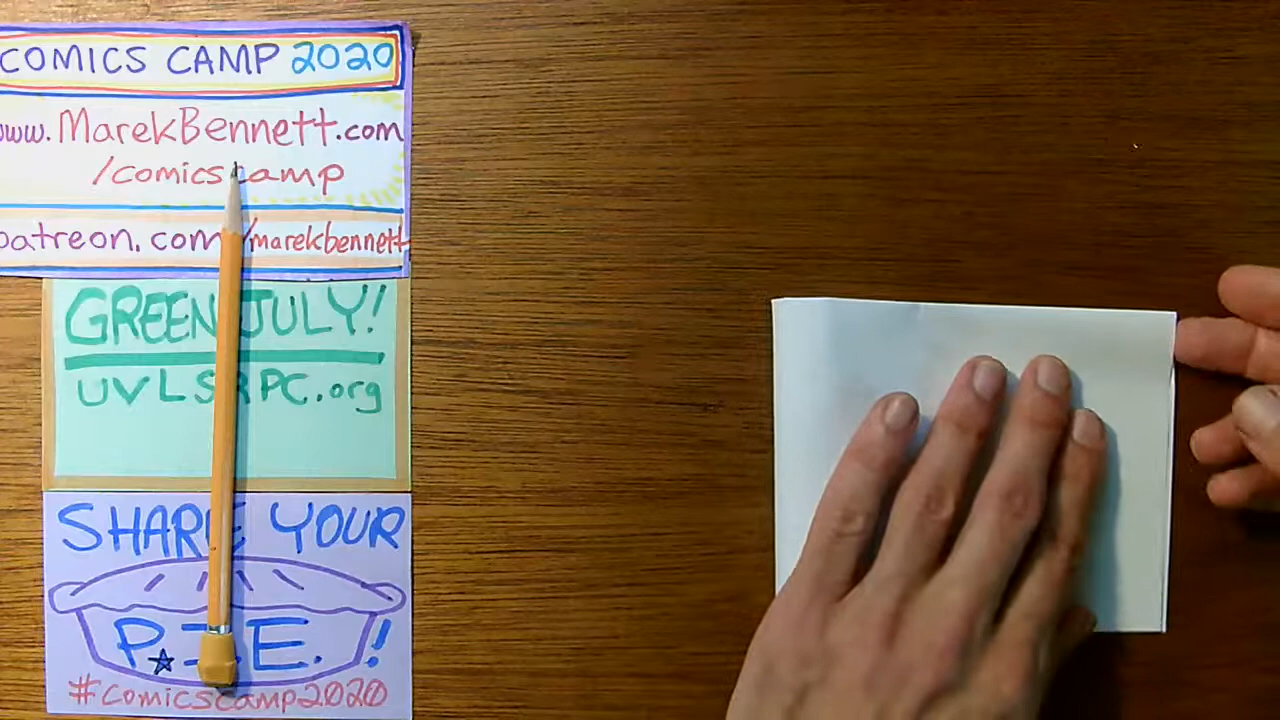 COMICS CAMP 2020
www.MarekBennett.com
/comicscamp
patreon.com/marekbennett
GREEN JULY!
UVLSRPC.org
SHARE YOUR
P.I.E.!
#comicscamp2020